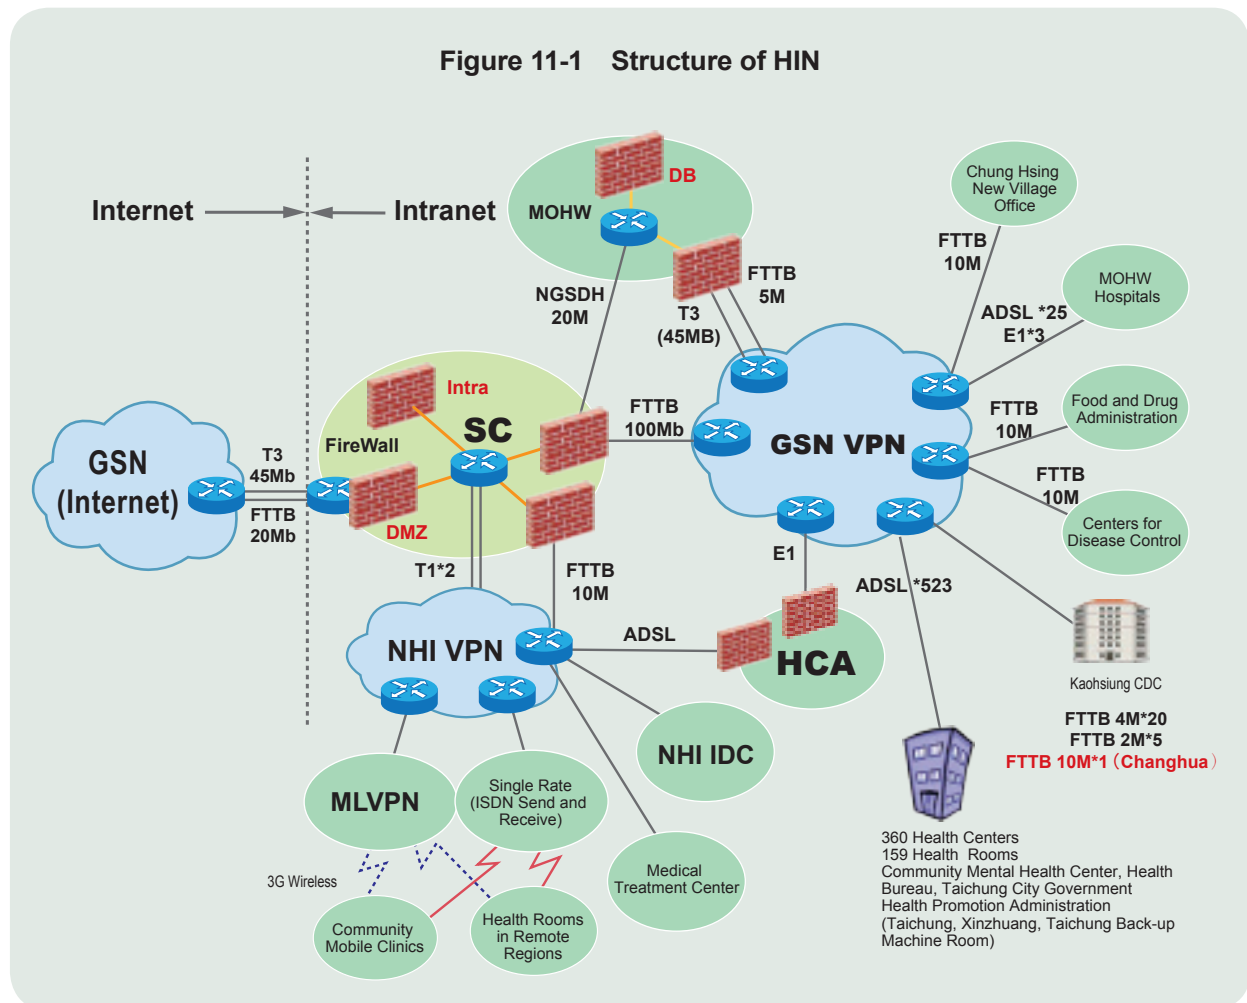 Figure 11-1 Structure of HIN
Internet
Intranet
DB
MOHW
Chung Hsing
New Village
Office
FTTB
10M
NGSDH
20M
FTTB
5M
T3
(45MB)
MOHW
Hospitals
ADSL *25
E1*3
Intra
FireWall
SC
DMZ
FTTB
100Mb
GSN VPN
FTTB
10M
Food and Drug
Administration
FTTB
10M
Centers for
Disease Control
GSN
(Internet)
T3
45Mb
FTTB
20Mb
T1*2
FTTB
10M
E1
ADSL *523
NHI VPN
ADSL
HCA
Kaohsiung CDC
FTTB 4M*20
FTTB 2M*5
FTTB 10M*1（Changhua）
NHI IDC
MLVPN
Single Rate
(ISDN Send and
Receive)
3G Wireless
Medical
Treatment Center
Community
Mobile Clinics
Health Rooms
in Remote
Regions
360 Health Centers
159 Health Rooms
Community Mental Health Center, Health
Bureau, Taichung City Government
Health Promotion Administration
(Taichung, Xinzhuang, Taichung Back-up
Machine Room)